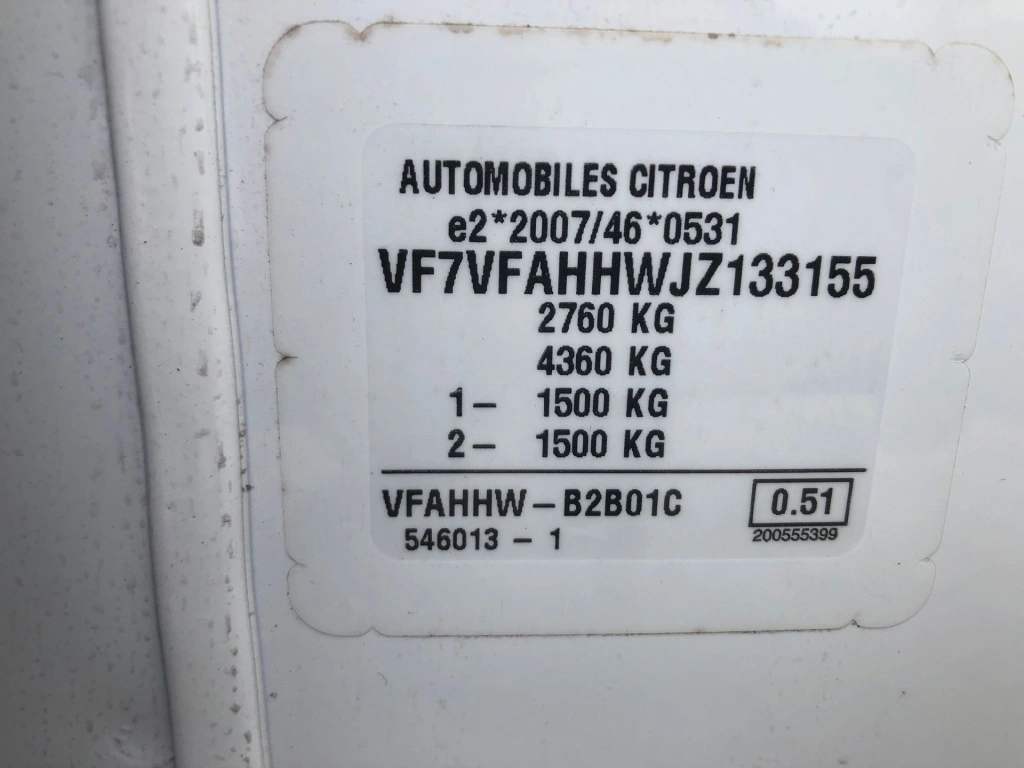 AUTOMOBILES CITROEN
e2*2007/46*0531
VF7VFAHHWJZ133155
2760 KG
4360 KG
1- 1500 KG
2- 1500 KG
VFAHHW-B2B01C 0.51
546013 - 1 200555399